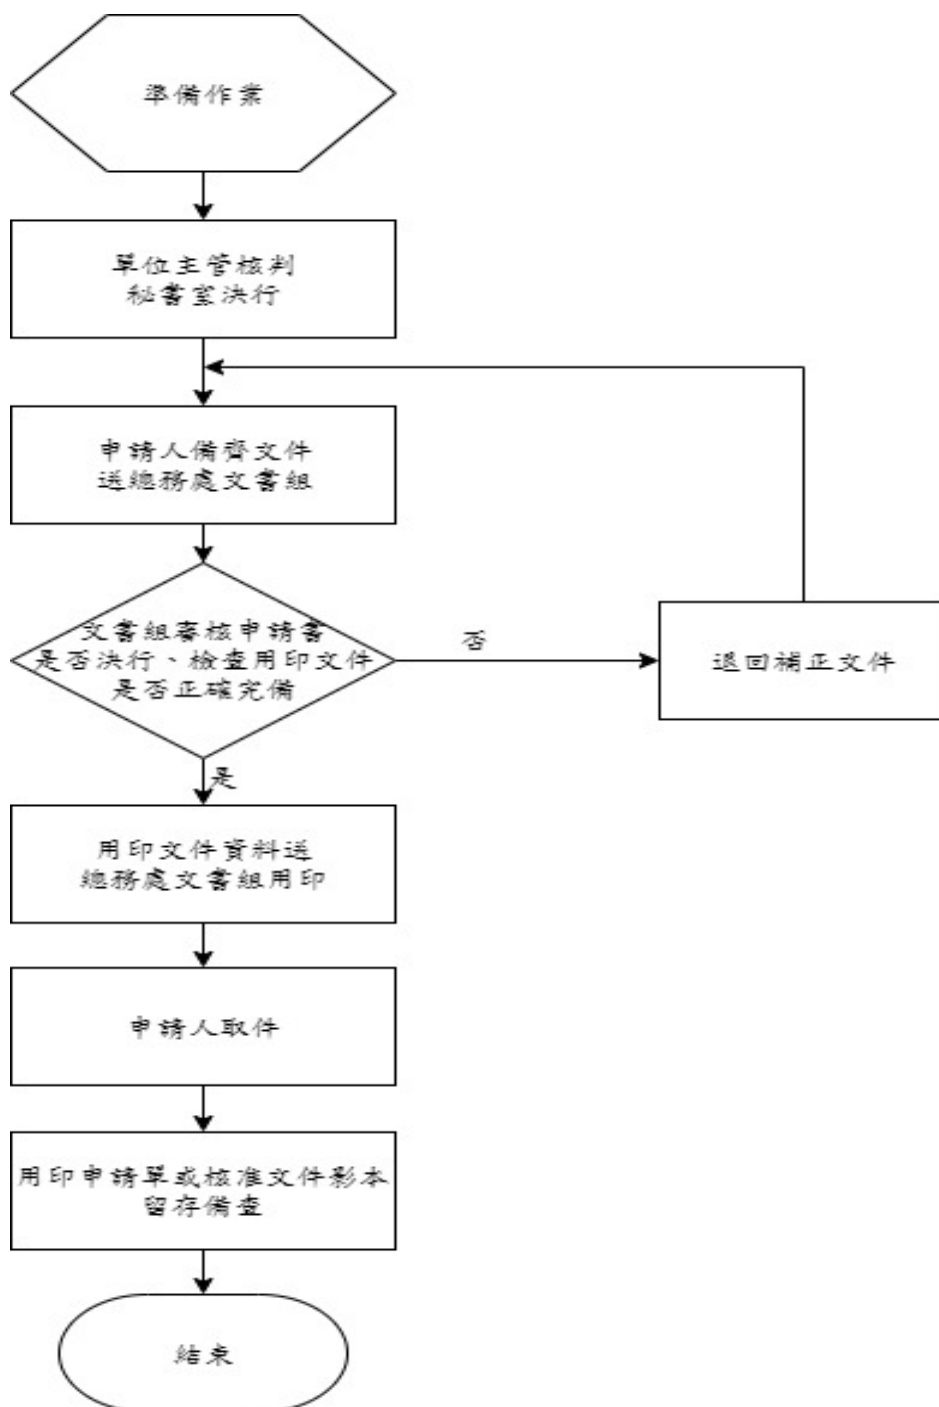 準備作業
單位主管核判
秘書室決行
申請人備齊文件
送總務處文書組
文書組審核申請書
是否決行、檢查用印文件
是否正確完備
否
退回補正文件
是
用印文件資料送
總務處文書組用印
申請人取件
用印申請單或核准文件影本
留存備查
結束